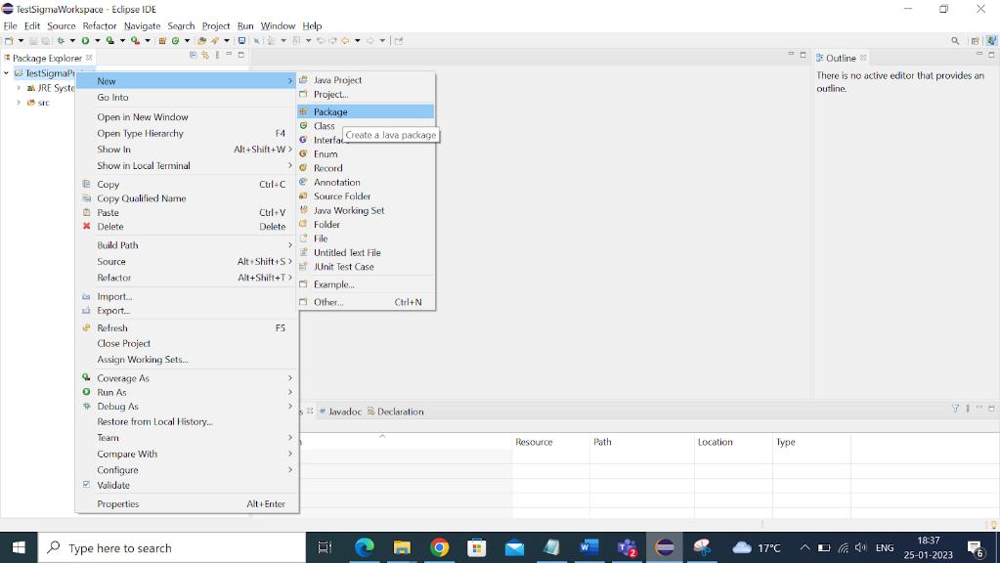 TestSigmaWorkspace - Eclipse IDE
File Edit Source Refactor Navigate Search Project Run Window Help
Package Explorer
Outline
TestSigmaPr
JRE Syste
src
There is no active editor that provides an
outline.
New
Go Into
Open in New Window
Open Type Hierarchy F4
Show In Alt+Shift+W >
Show in Local Terminal >
Copy Ctrl+C
Copy Qualified Name
Paste Ctrl+V
Delete Delete
Build Path >
Source Alt+Shift+S >
Refactor Alt+Shift+T >
Import...
Export...
Refresh F5
Close Project
Assign Working Sets...
Coverage As >
Run As >
Debug As >
Restore from Local History...
Team >
Compare With >
Configure >
Validate
Properties Alt+Enter
Java Project
Project...
Package
Class
Create a Java package
Interfac
Enum
Record
Annotation
Source Folder
Java Working Set
Folder
File
Untitled Text File
JUnit Test Case
Example...
Other... Ctrl+N
s Javadoc Declaration
Resource Path Location Type
Type here to search
2
17°C
ENG
18:37
25-01-2023
6